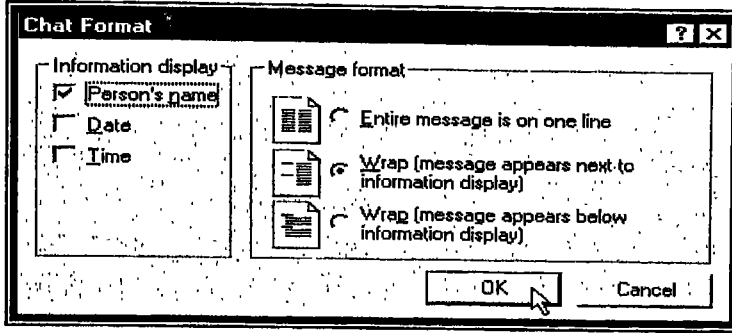 Chat Format
Information display
Person's name
Date
Time
Message format
Entire message is on one line
Wrap (message appears next to
information display)
Wrap (message appears below
information display)
OK
Cancel